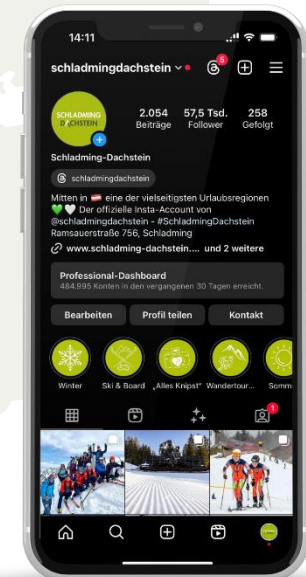 14:11
schladmingdachstein
5
SCHLADMING
DACHSTEIN
2.054 57,5 Tsd. 258
Beiträge Follower Gefolgt
Schladming-Dachstein
schladmingdachstein
Mitten in 🇦🇹 eine der vielseitigsten Urlaubsregionen
💚🤍 Der offizielle Insta-Account von
@schladmingdachstein - #SchladmingDachstein
Ramsauerstraße 756, Schladming
www.schladming-dachstein.... und 2 weitere
Professional-Dashboard
484.995 Konten in den vergangenen 30 Tagen erreicht.
Bearbeiten Profil teilen Kontakt
Winter Ski & Board „Alles Knipst“ Wandertour... Somm
1